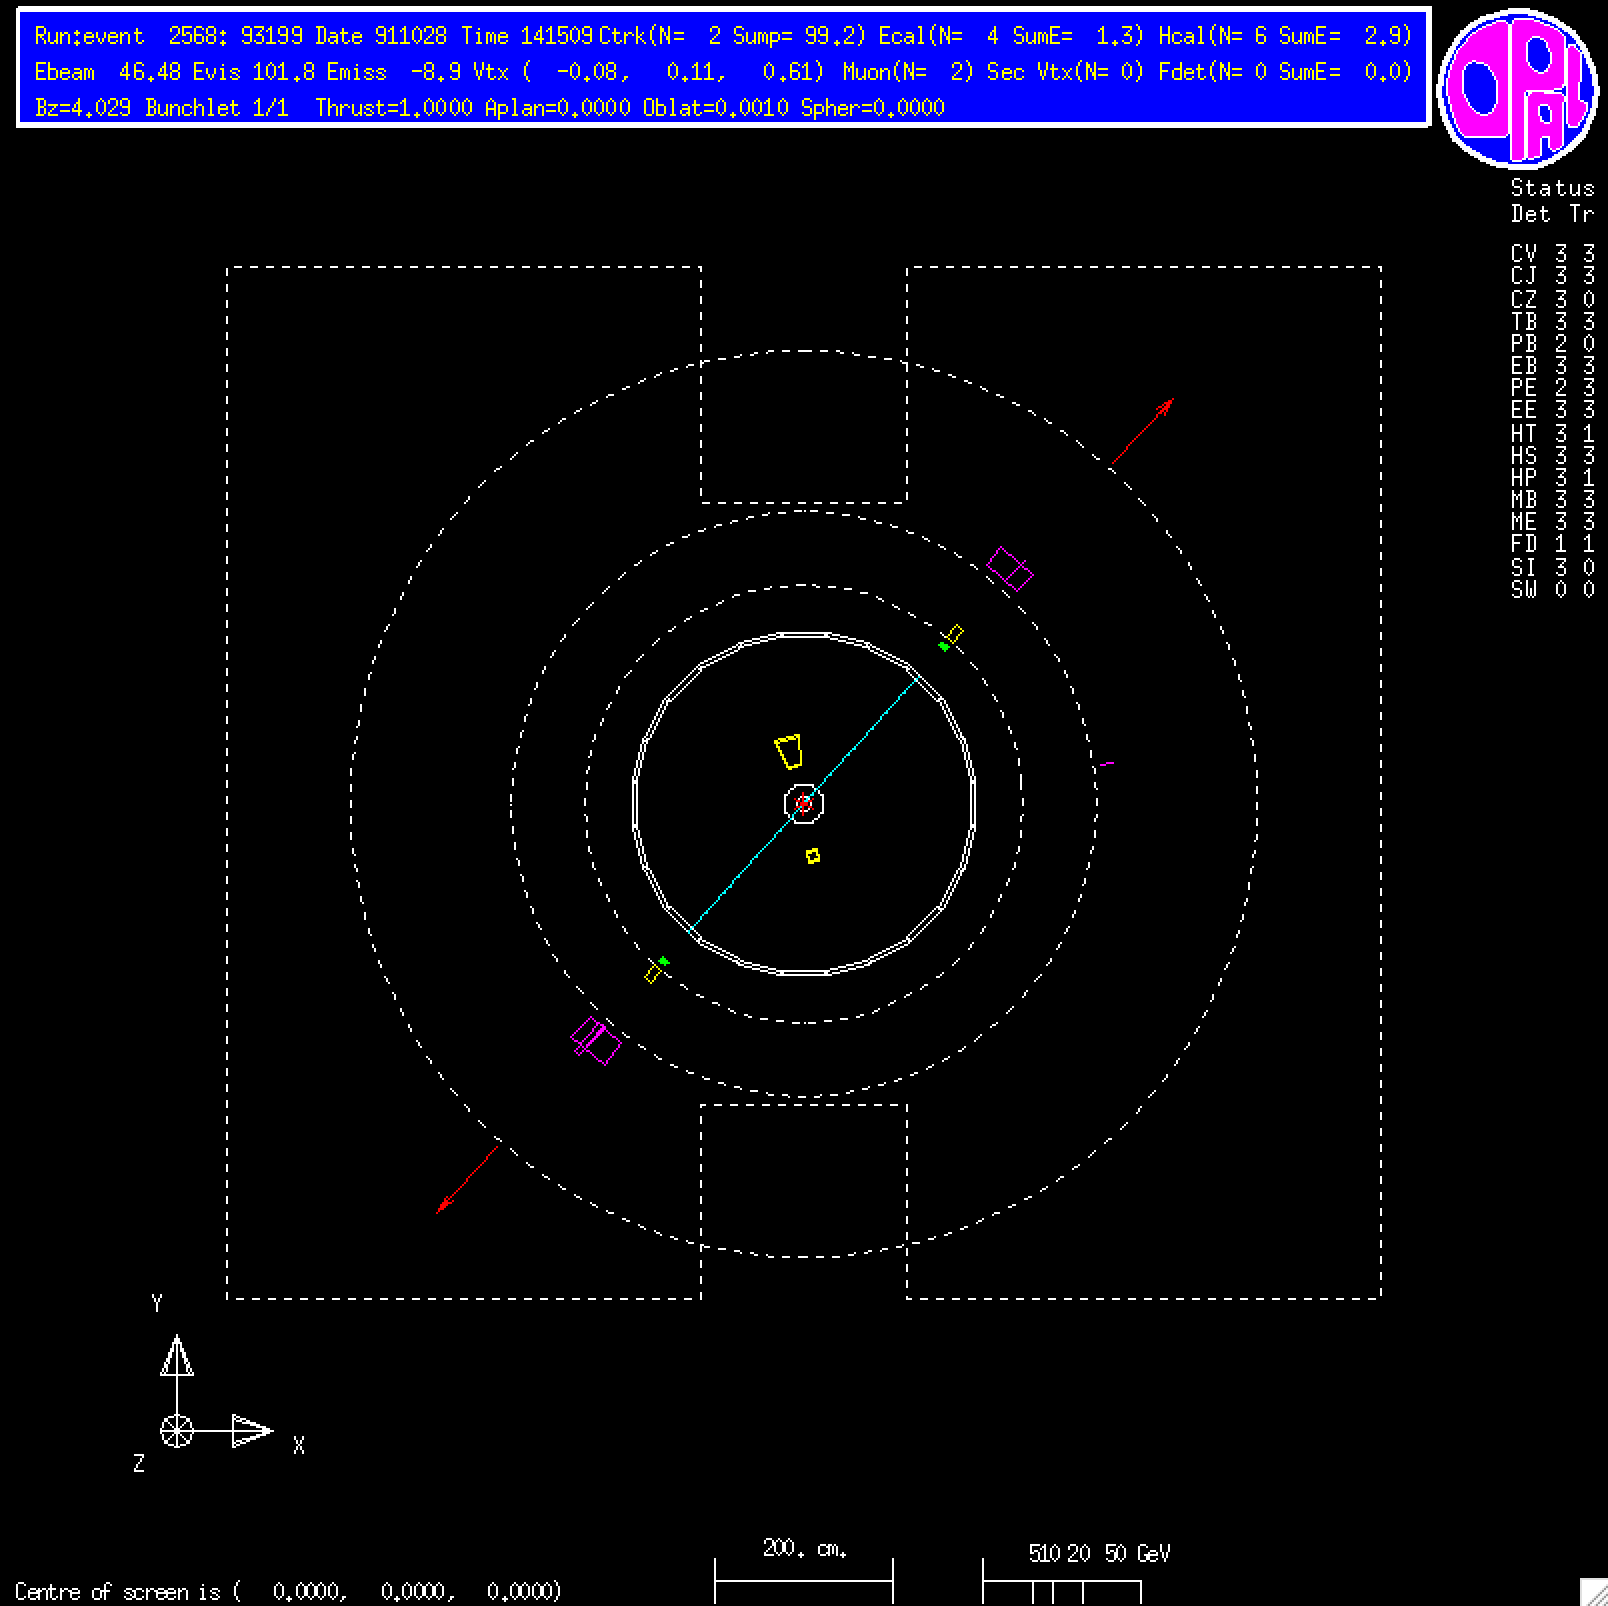 Run:event 2568: 93199 Date 911028 Time 141509 Ctrk(N= 2 Sump= 99.2) Ecal(N= 4 SumE= 1.3) Hcal(N= 6 SumE= 2.9)
Ebeam 46.48 Evis 101.8 Emiss -8.9 Vtx ( -0.08, 0.11, 0.61) Muon(N= 2) Sec Vtx(N= 0) Fdet(N= 0 SumE= 0.0)
Bz=4.029 Bunchlet 1/1 Thrust=1.0000 Aplan=0.0000 Oblat=0.0010 Spher=0.0000
OPAL
Status
Det Tr
CV 3 3
CJ 3 3
CZ 3 0
TB 3 3
PB 2 0
EB 3 3
PE 2 3
EE 3 3
HT 3 1
HS 3 3
HP 3 1
MB 3 3
ME 3 3
FD 1 1
SI 3 0
SW 0 0
Y
X
Z
200. cm.
5 10 20 50 GeV
Centre of screen is ( 0.0000, 0.0000, 0.0000)